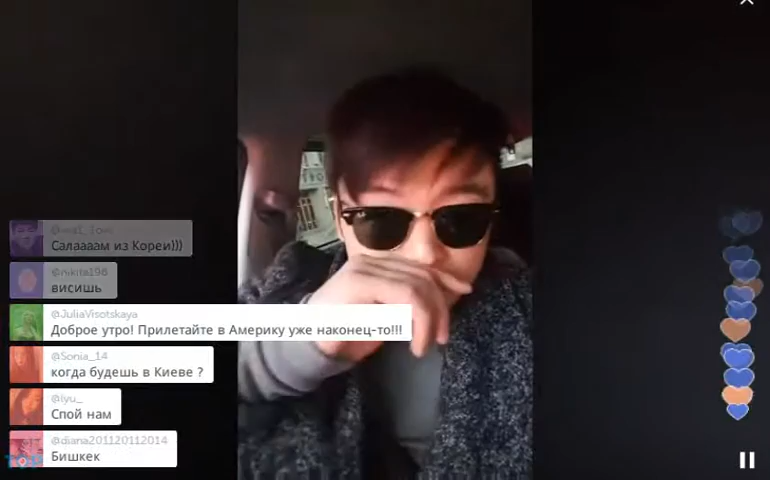 Салаааам из Кореи)))
@nikita198
висишь
@JuliaVisotskaya
Доброе утро! Прилетайте в Америку уже наконец-то!!!
@Sonia_14
когда будешь в Киеве ?
@lyu_
Спой нам
@diana201120112014
Бишкек